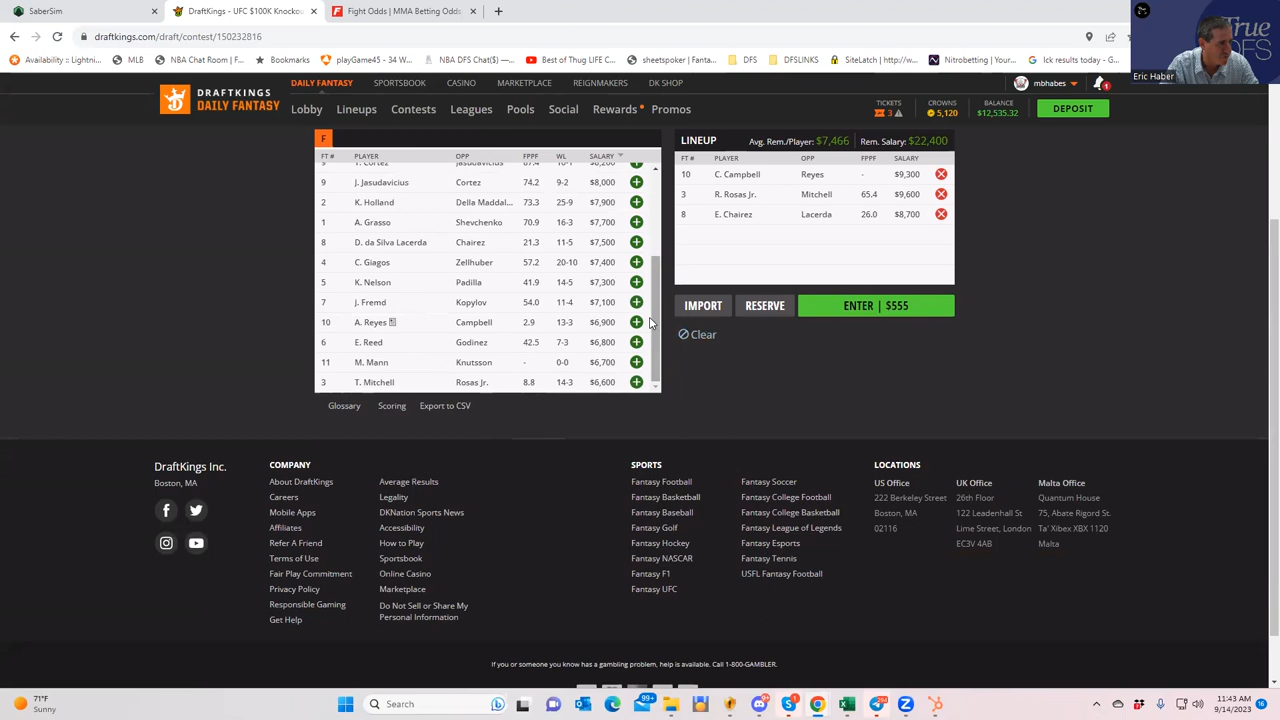 SaberSim
DraftKings - UFC $100K Knockou
Fight Odds | MMA Betting Odds
draftkings.com/draft/contest/150232816
Availability :: Lightni...
MLB
NBA Chat Room | F...
Bookmarks
playGame45 - 34 W...
NBA DFS Chat($) —...
Best of Thug LIFE C...
sheetspoker | Fanta...
DFS
DFSLINKS
SiteLatch | http://w...
Nitrobetting | Your...
Ick results today: G...
True DFS
Eric Haber
DAILY FANTASY
SPORTSBOOK
CASINO
MARKETPLACE
REIGNMAKERS
DK SHOP
mbhabes
1
DRAFTKINGS
DAILY FANTASY
Lobby
Lineups
Contests
Leagues
Pools
Social
Rewards
Promos
TICKETS
3
CROWNS
5,120
BALANCE
$12,535.32
DEPOSIT
F
FT # PLAYER OPP FPPF WL SALARY
9 T. Cortez Jasudavicius 87.4 10-1 $8,200
9 J. Jasudavicius Cortez 74.2 9-2 $8,000
2 K. Holland Della Maddal... 73.3 25-9 $7,900
1 A. Grasso Shevchenko 70.9 16-3 $7,700
8 D. da Silva Lacerda Chairez 21.3 11-5 $7,500
4 C. Giagos Zellhuber 57.2 20-10 $7,400
5 K. Nelson Padilla 41.9 14-5 $7,300
7 J. Fremd Kopylov 54.0 11-4 $7,100
10 A. Reyes Campbell 2.9 13-3 $6,900
6 E. Reed Godinez 42.5 7-3 $6,800
11 M. Mann Knutsson - 0-0 $6,700
3 T. Mitchell Rosas Jr. 8.8 14-3 $6,600
Glossary
Scoring
Export to CSV
LINEUP Avg. Rem./Player: $7,466 Rem. Salary: $22,400
FT # PLAYER OPP FPPF SALARY
10 C. Campbell Reyes - $9,300
3 R. Rosas Jr. Mitchell 65.4 $9,600
8 E. Chairez Lacerda 26.0 $8,700
IMPORT
RESERVE
ENTER | $555
Clear
DraftKings Inc.
Boston, MA
COMPANY
About DraftKings
Careers
Mobile Apps
Affiliates
Refer A Friend
Terms of Use
Fair Play Commitment
Privacy Policy
Responsible Gaming
Get Help
Average Results
Legality
DKNation Sports News
Accessibility
How to Play
Sportsbook
Casino
Marketplace
Do Not Sell or Share My
Personal Information
SPORTS
Fantasy Football
Fantasy Basketball
Fantasy Baseball
Fantasy Golf
Fantasy Hockey
Fantasy NASCAR
Fantasy F1
Fantasy UFC
Fantasy Soccer
Fantasy College Football
Fantasy College Basketball
Fantasy League of Legends
Fantasy Esports
Fantasy Tennis
USFL Fantasy Football
LOCATIONS
US Office
222 Berkeley Street
Boston, MA
02116
UK Office
26th Floor
122 Leadenhall St
Lime Street, London
EC3V 4AB
Malta Office
Quantum House
75, Abate Rigord St.
Ta' Xibex XBX 1120
Malta
If you or someone you know has a gambling problem, help is available. Call 1-800-GAMBLER.
71°F
Sunny
Search
99+
11:43 AM
9/14/2023
16